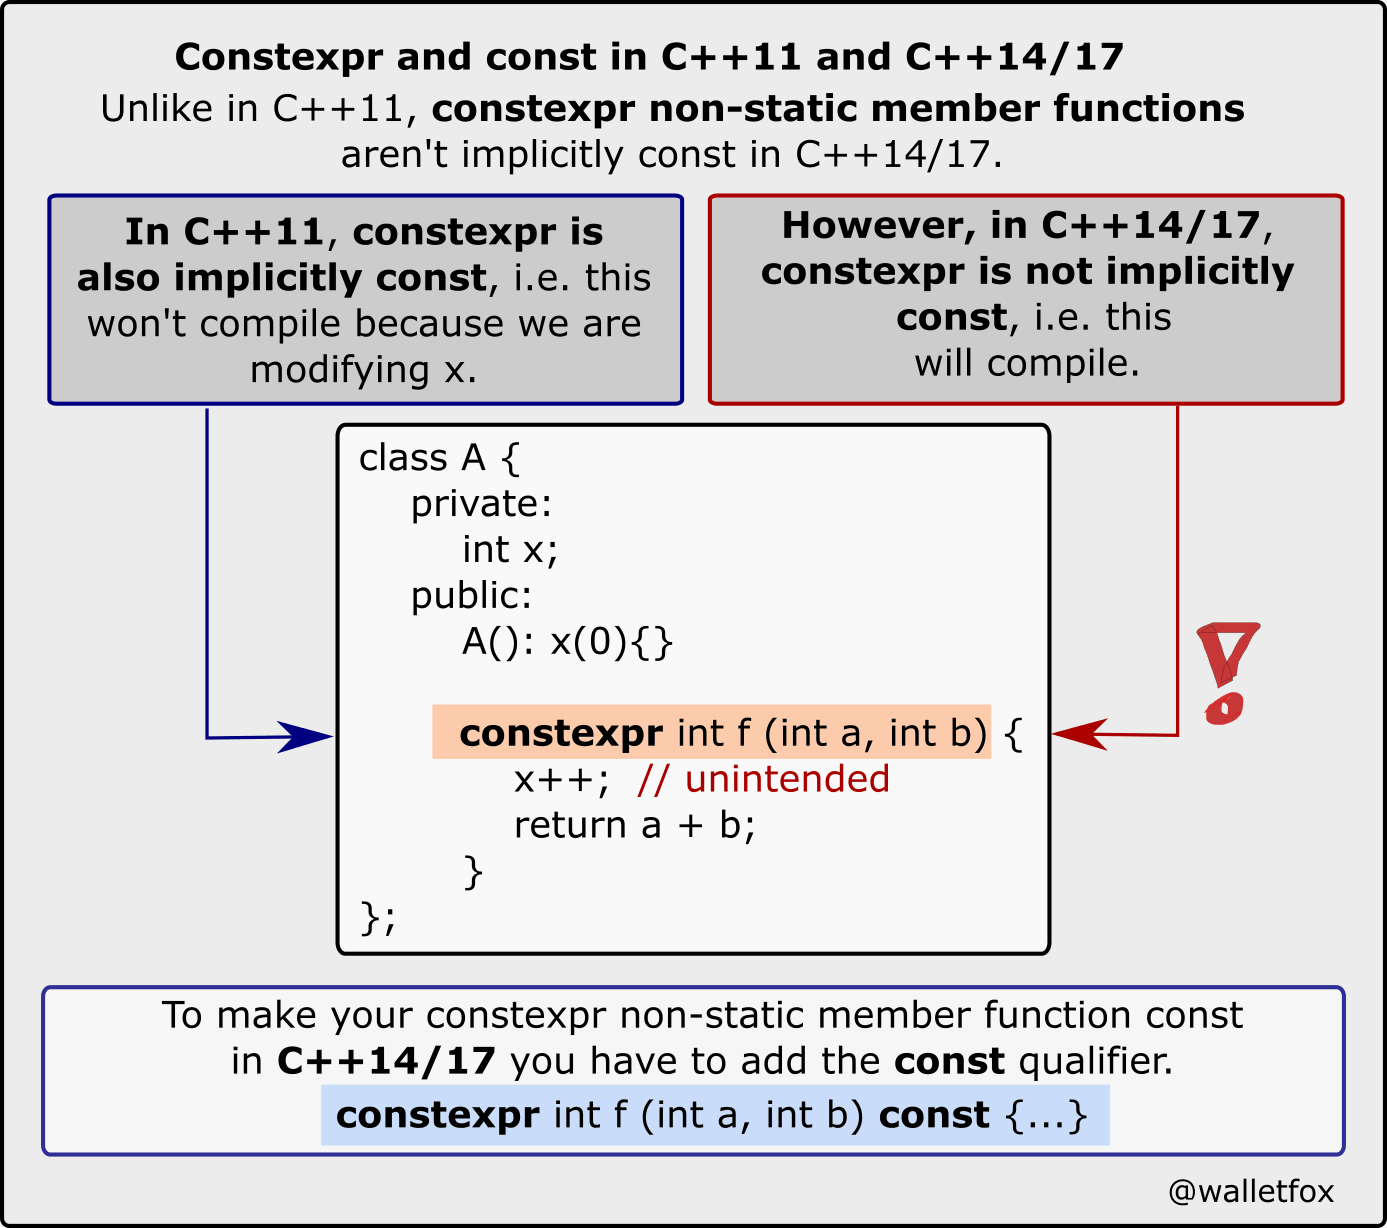 Constexpr and const in C++11 and C++14/17
Unlike in C++11, constexpr non-static member functions
aren't implicitly const in C++14/17.
In C++11, constexpr is
also implicitly const, i.e. this
won't compile because we are
modifying x.
However, in C++14/17,
constexpr is not implicitly
const, i.e. this
will compile.
class A {
private:
int x;
public:
A(): x(0){}
constexpr int f (int a, int b) {
x++; // unintended
return a + b;
}
};
To make your constexpr non-static member function const
in C++14/17 you have to add the const qualifier.
constexpr int f (int a, int b) const {...}
@walletfox